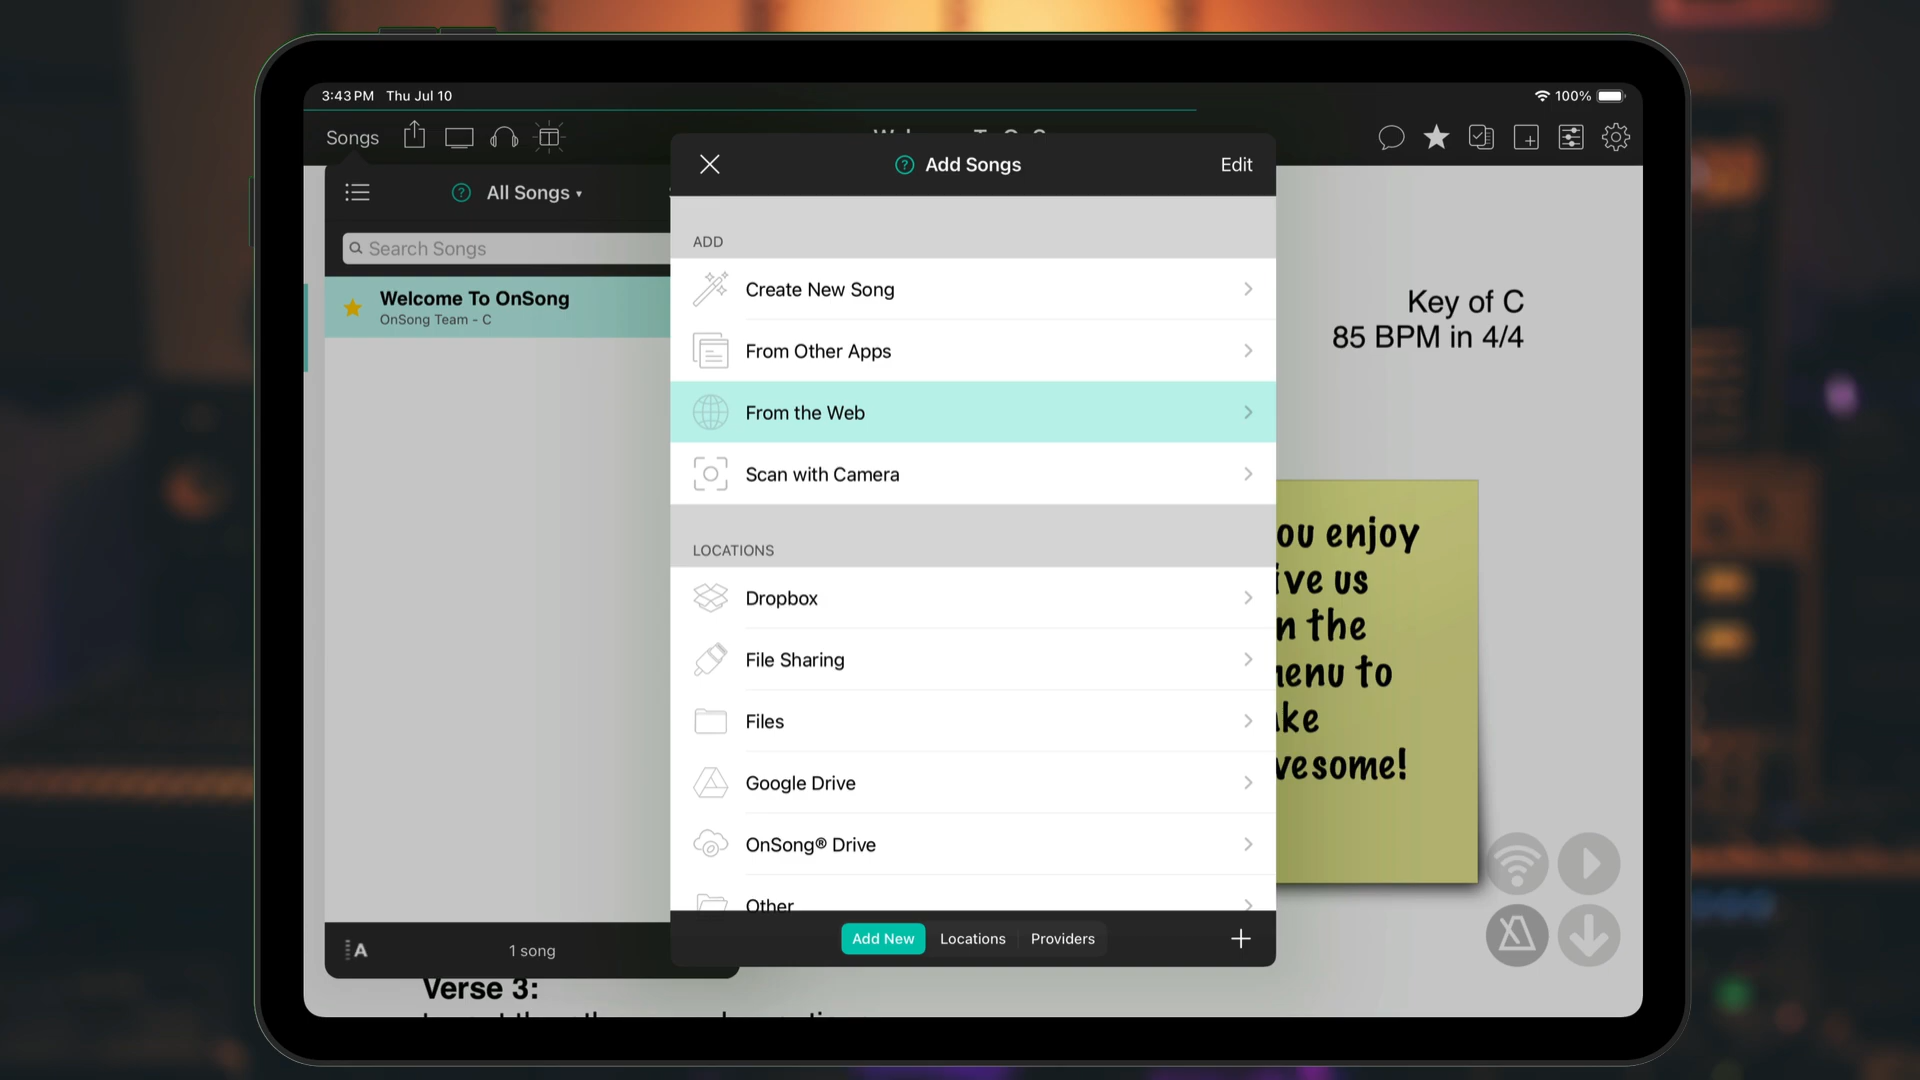 3:43 PM Thu Jul 10
100%
Songs
All Songs ▾
Search Songs
Welcome To OnSong
OnSong Team - C
A
1 song
Add Songs
Edit
ADD
Create New Song
From Other Apps
From the Web
Scan with Camera
LOCATIONS
Dropbox
File Sharing
Files
Google Drive
OnSong® Drive
Other
Add New
Locations
Providers
Key of C
85 BPM in 4/4
ou enjoy
ive us
n the
enu to
ke
vesome!
Verse 3: